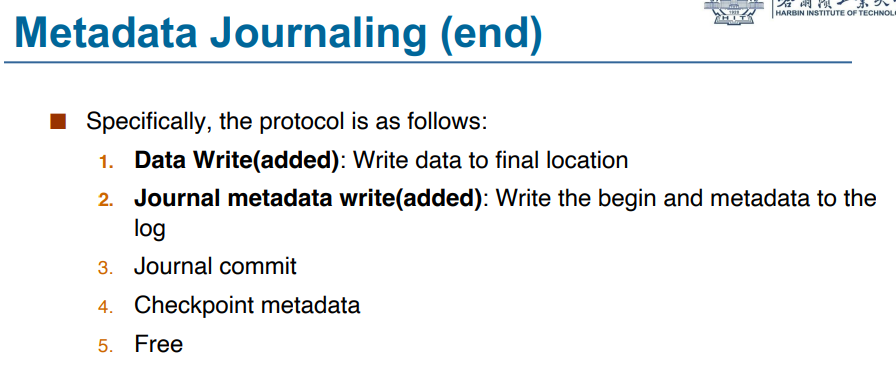 HARBIN INSTITUTE OF TECHNOLO
Metadata Journaling (end)
Specifically, the protocol is as follows:
1. Data Write(added): Write data to final location
2. Journal metadata write(added): Write the begin and metadata to the
log
3. Journal commit
4. Checkpoint metadata
5. Free